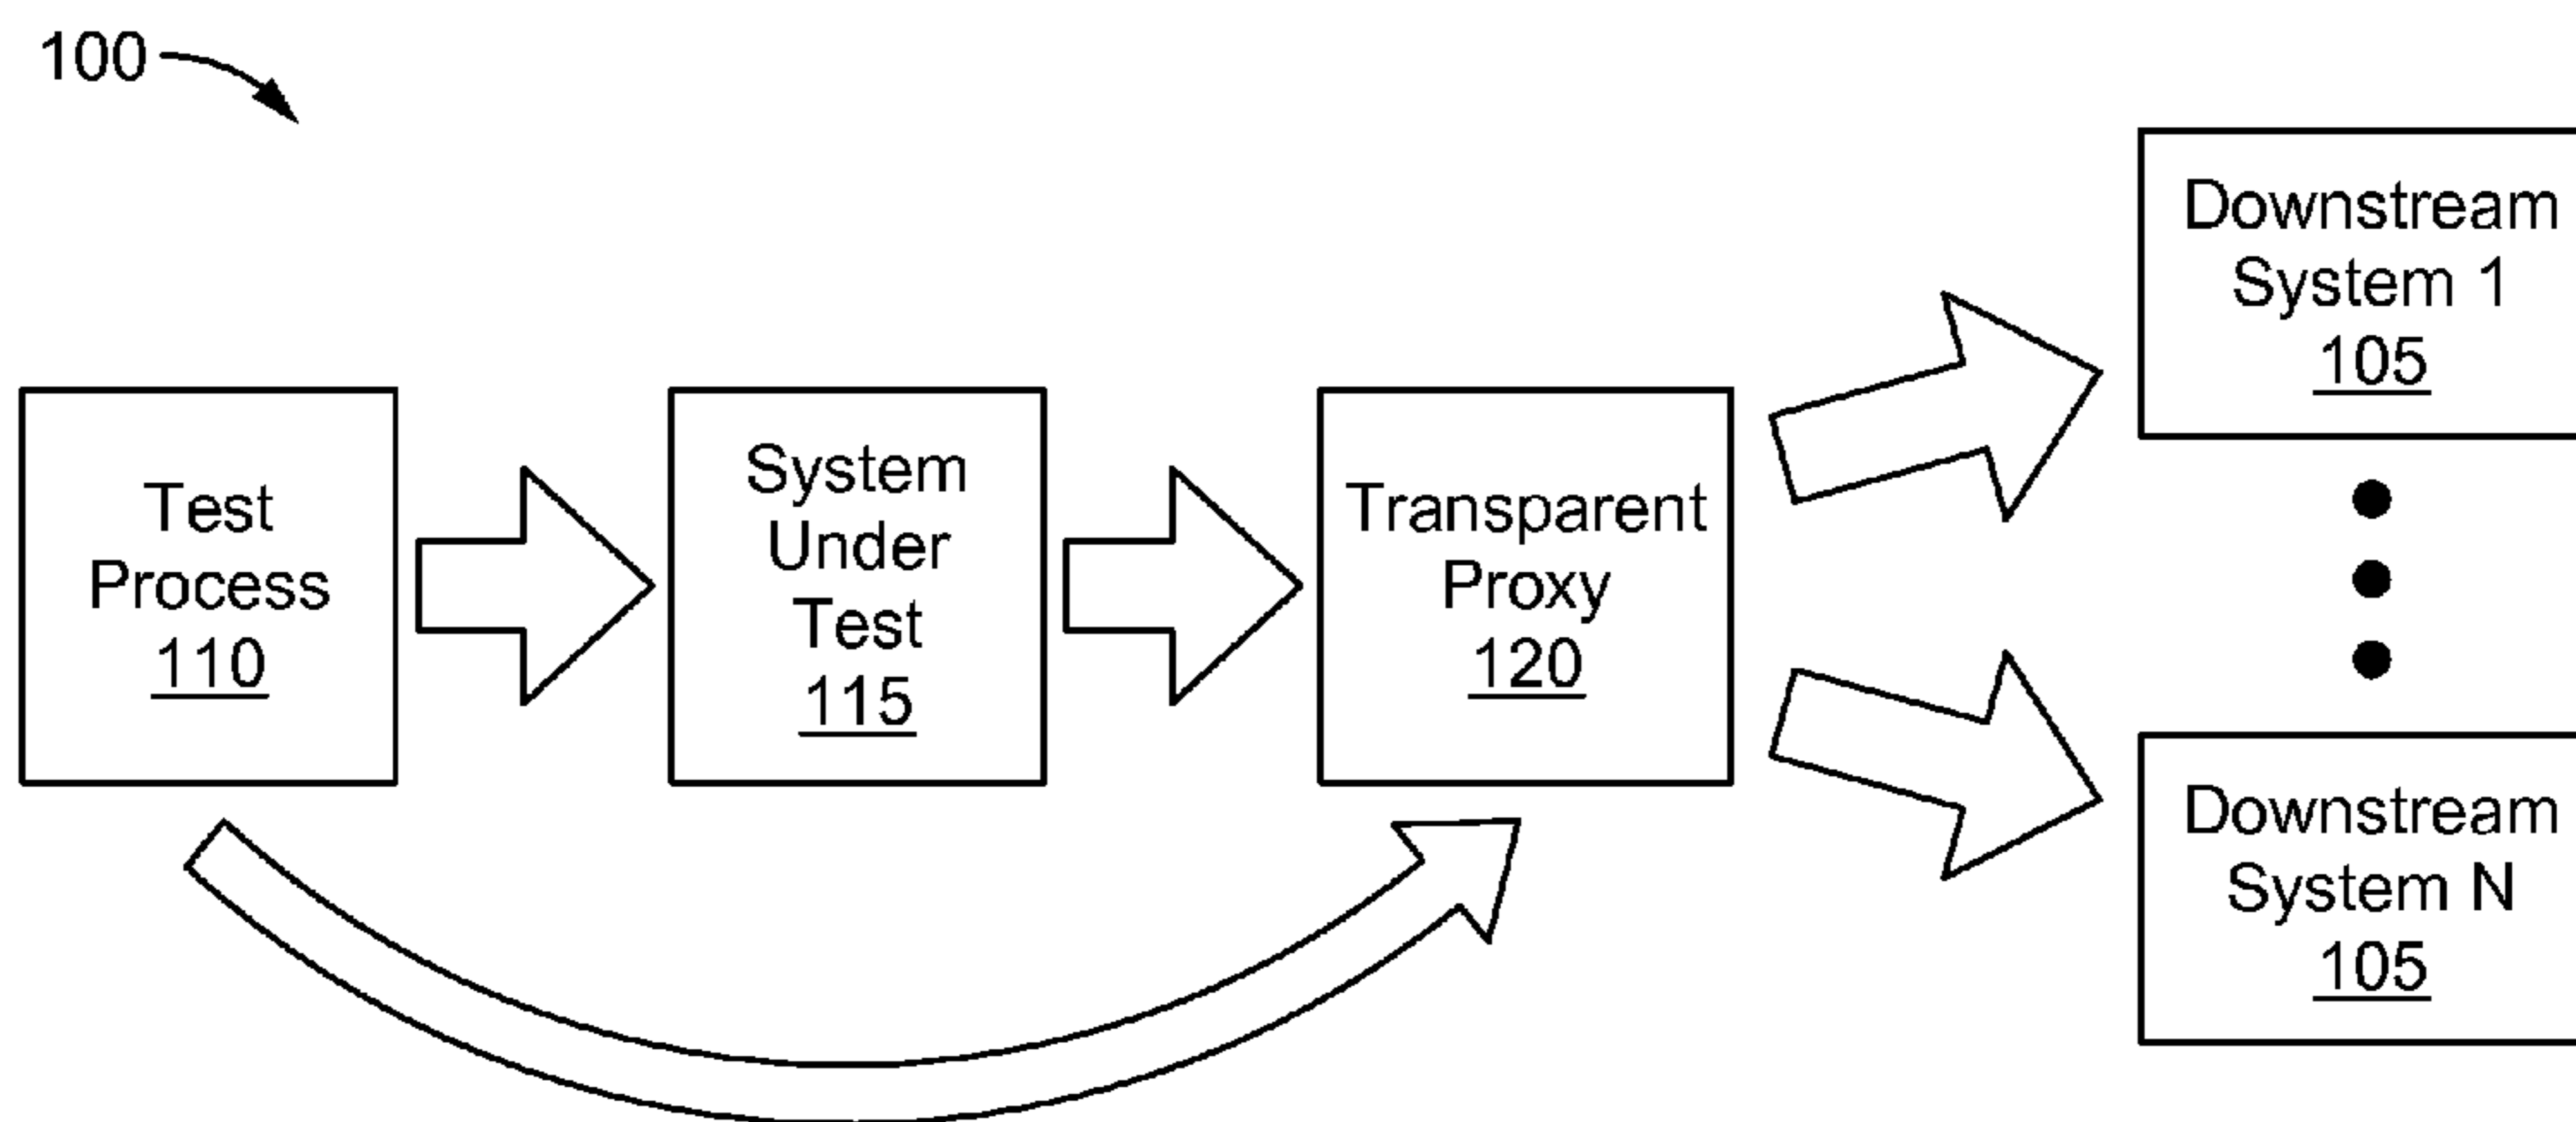 100
Test
Process
110
System
Under
Test
115
Transparent
Proxy
120
Downstream
System 1
105
Downstream
System N
105